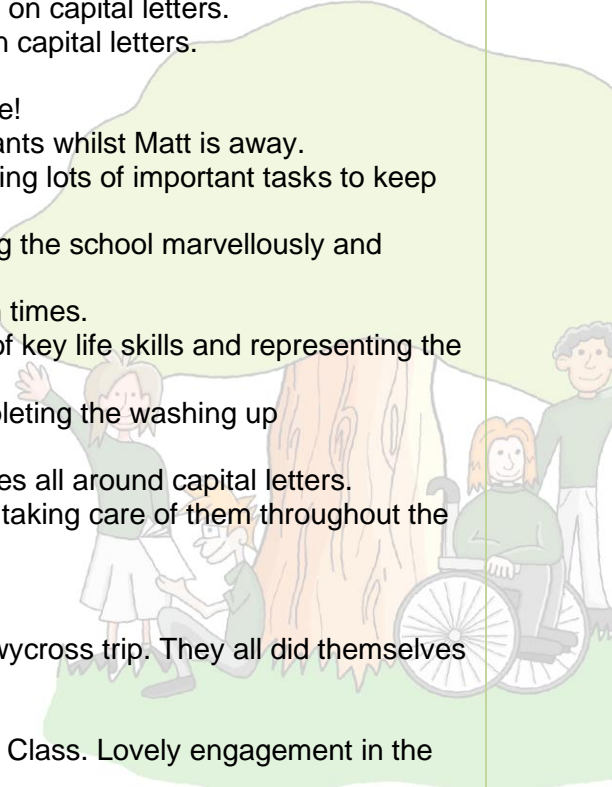 on capital letters.
capital letters.
ants whilst Matt is away.
ing lots of important tasks to keep
g the school marvellously and
times.
of key life skills and representing the
pleting the washing up
es all around capital letters.
taking care of them throughout the
wycross trip. They all did themselves
Class. Lovely engagement in the